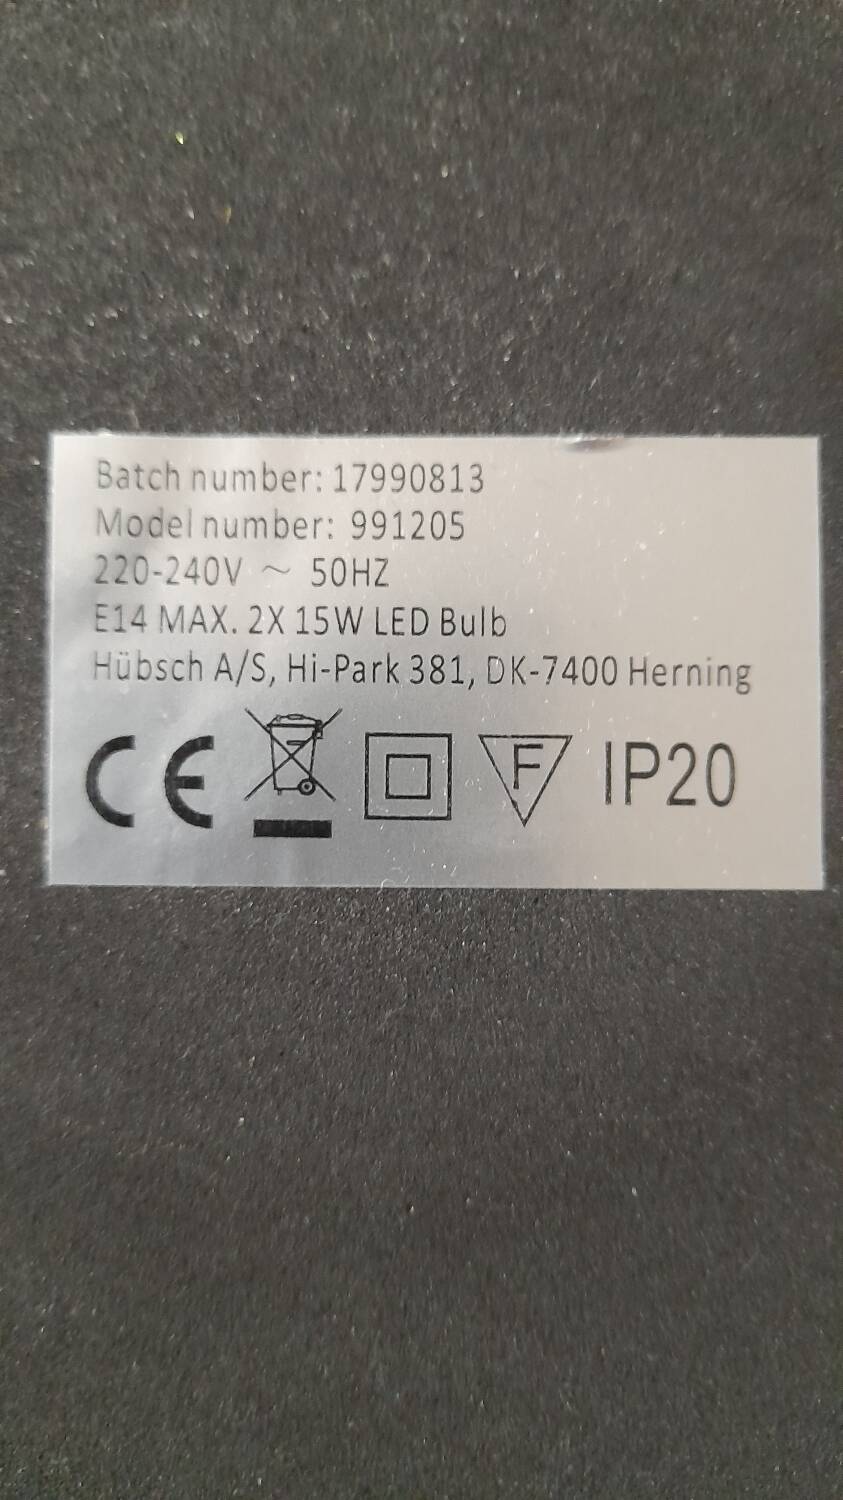 Batch number: 17990813
Model number: 991205
220-240V ~ 50HZ
E14 MAX. 2X 15W LED Bulb
Hübsch A/S, Hi-Park 381, DK-7400 Herning
CE F IP20